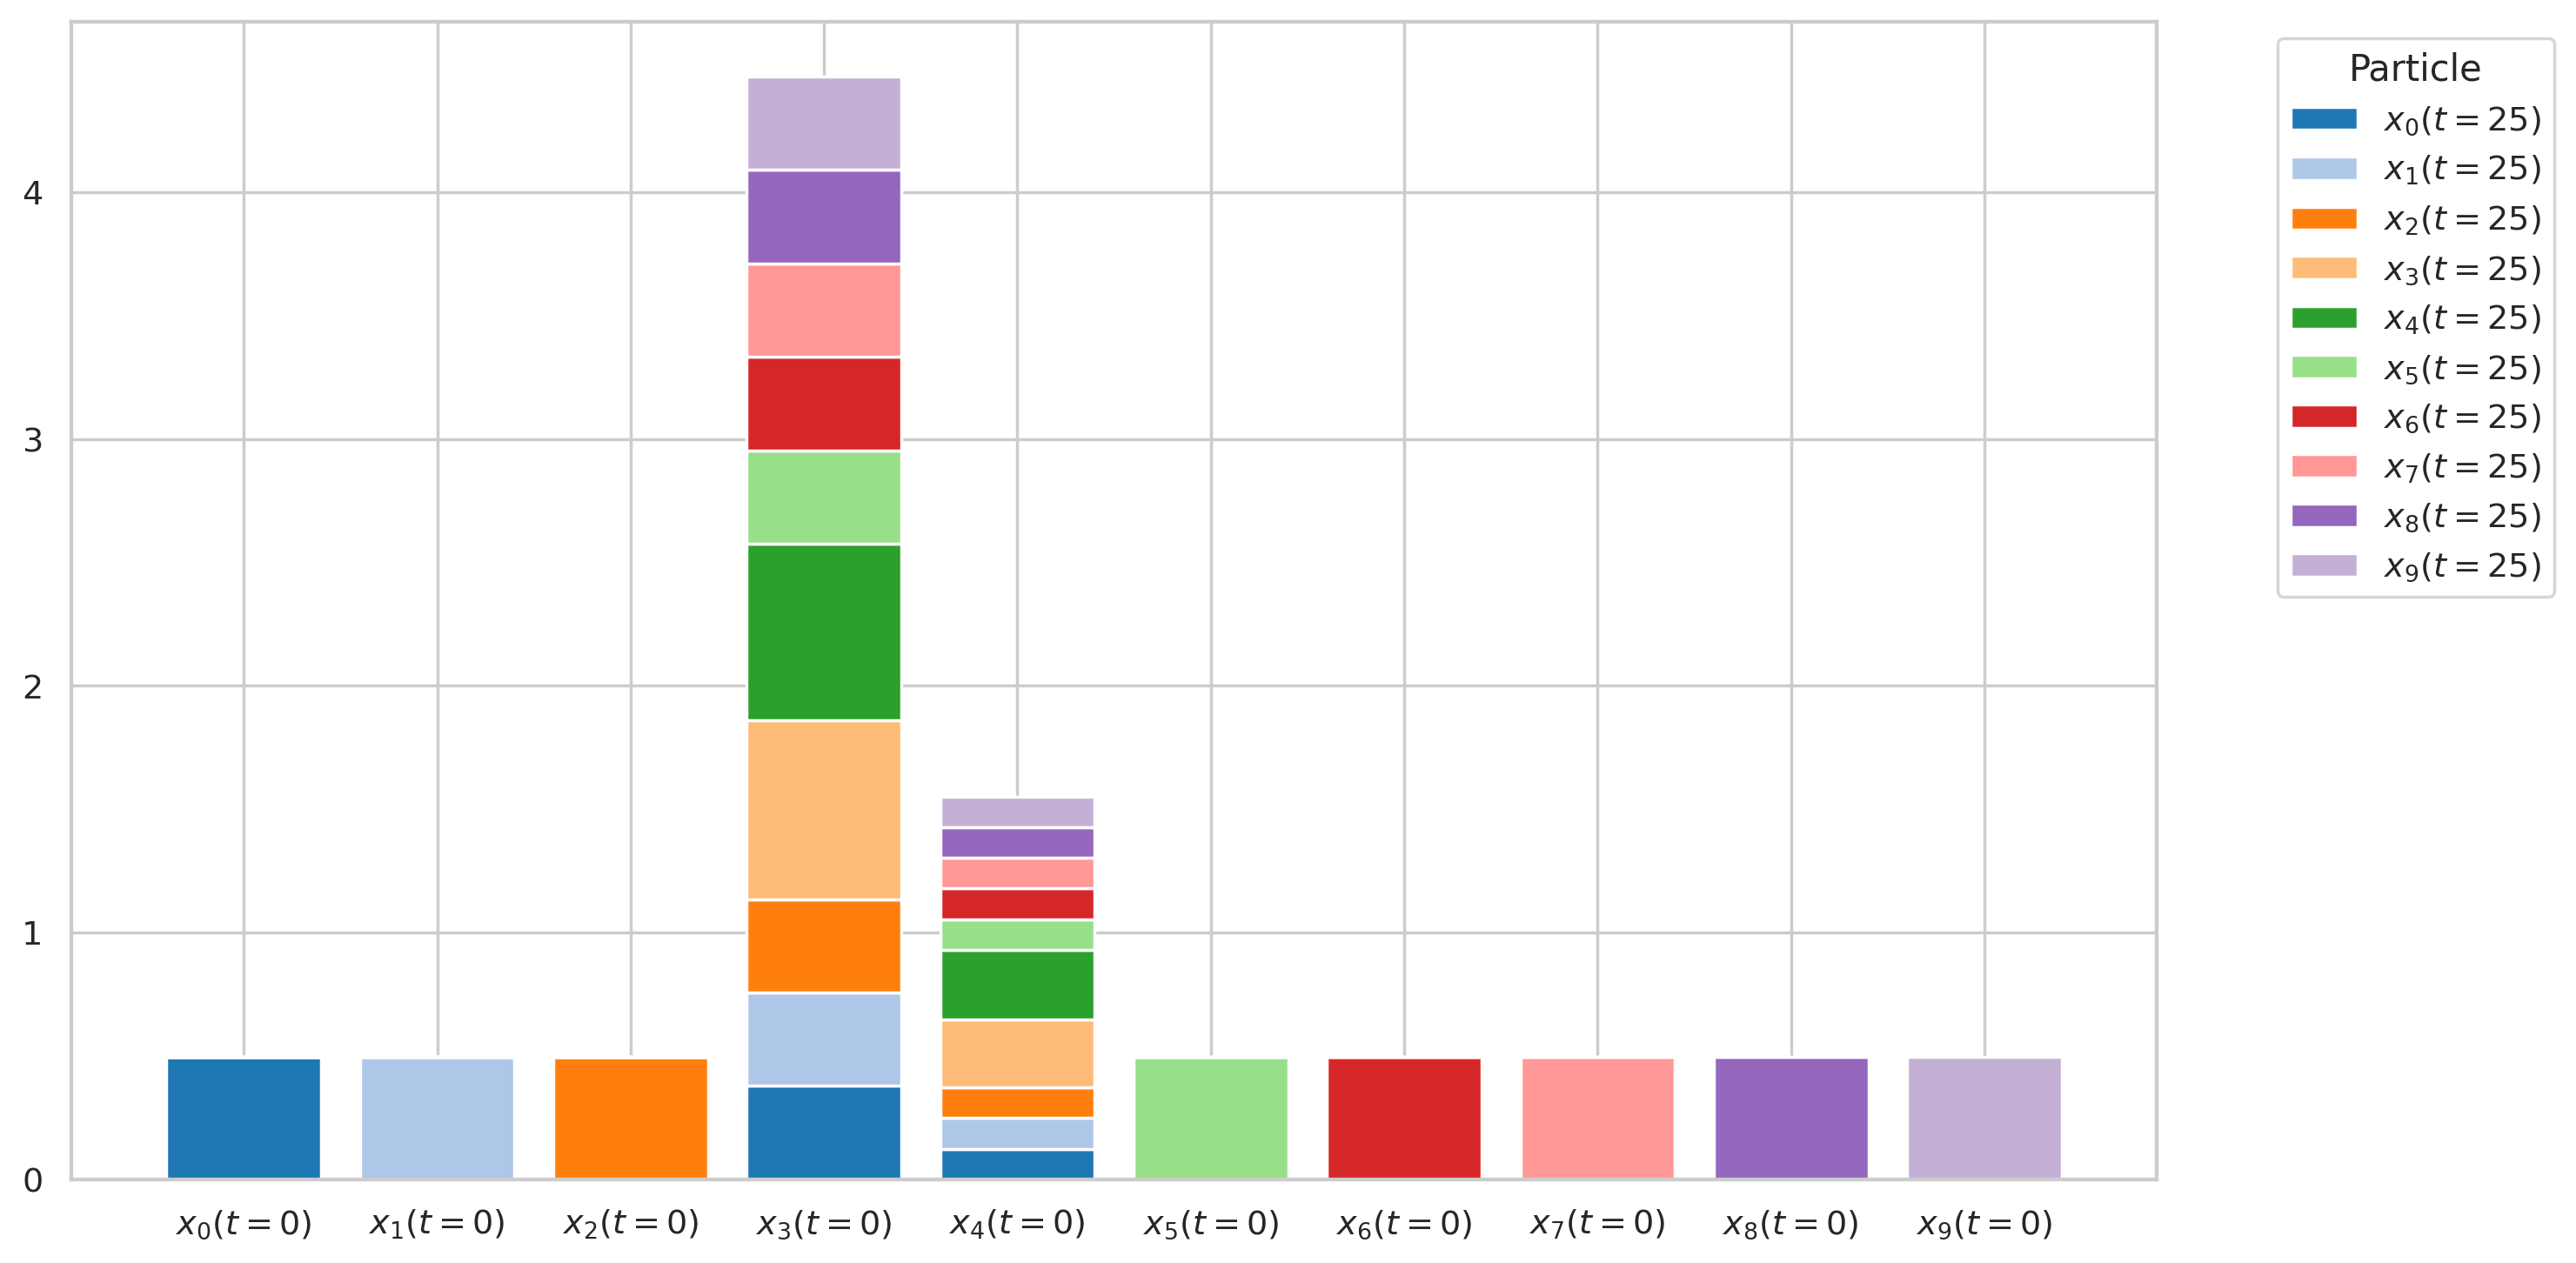 4
3
2
1
0
x₀(t = 0) x₁(t = 0) x₂(t = 0) x₃(t = 0) x₄(t = 0) x₅(t = 0) x₆(t = 0) x₇(t = 0) x₈(t = 0) x₉(t = 0)
Particle
x₀(t = 25)
x₁(t = 25)
x₂(t = 25)
x₃(t = 25)
x₄(t = 25)
x₅(t = 25)
x₆(t = 25)
x₇(t = 25)
x₈(t = 25)
x₉(t = 25)